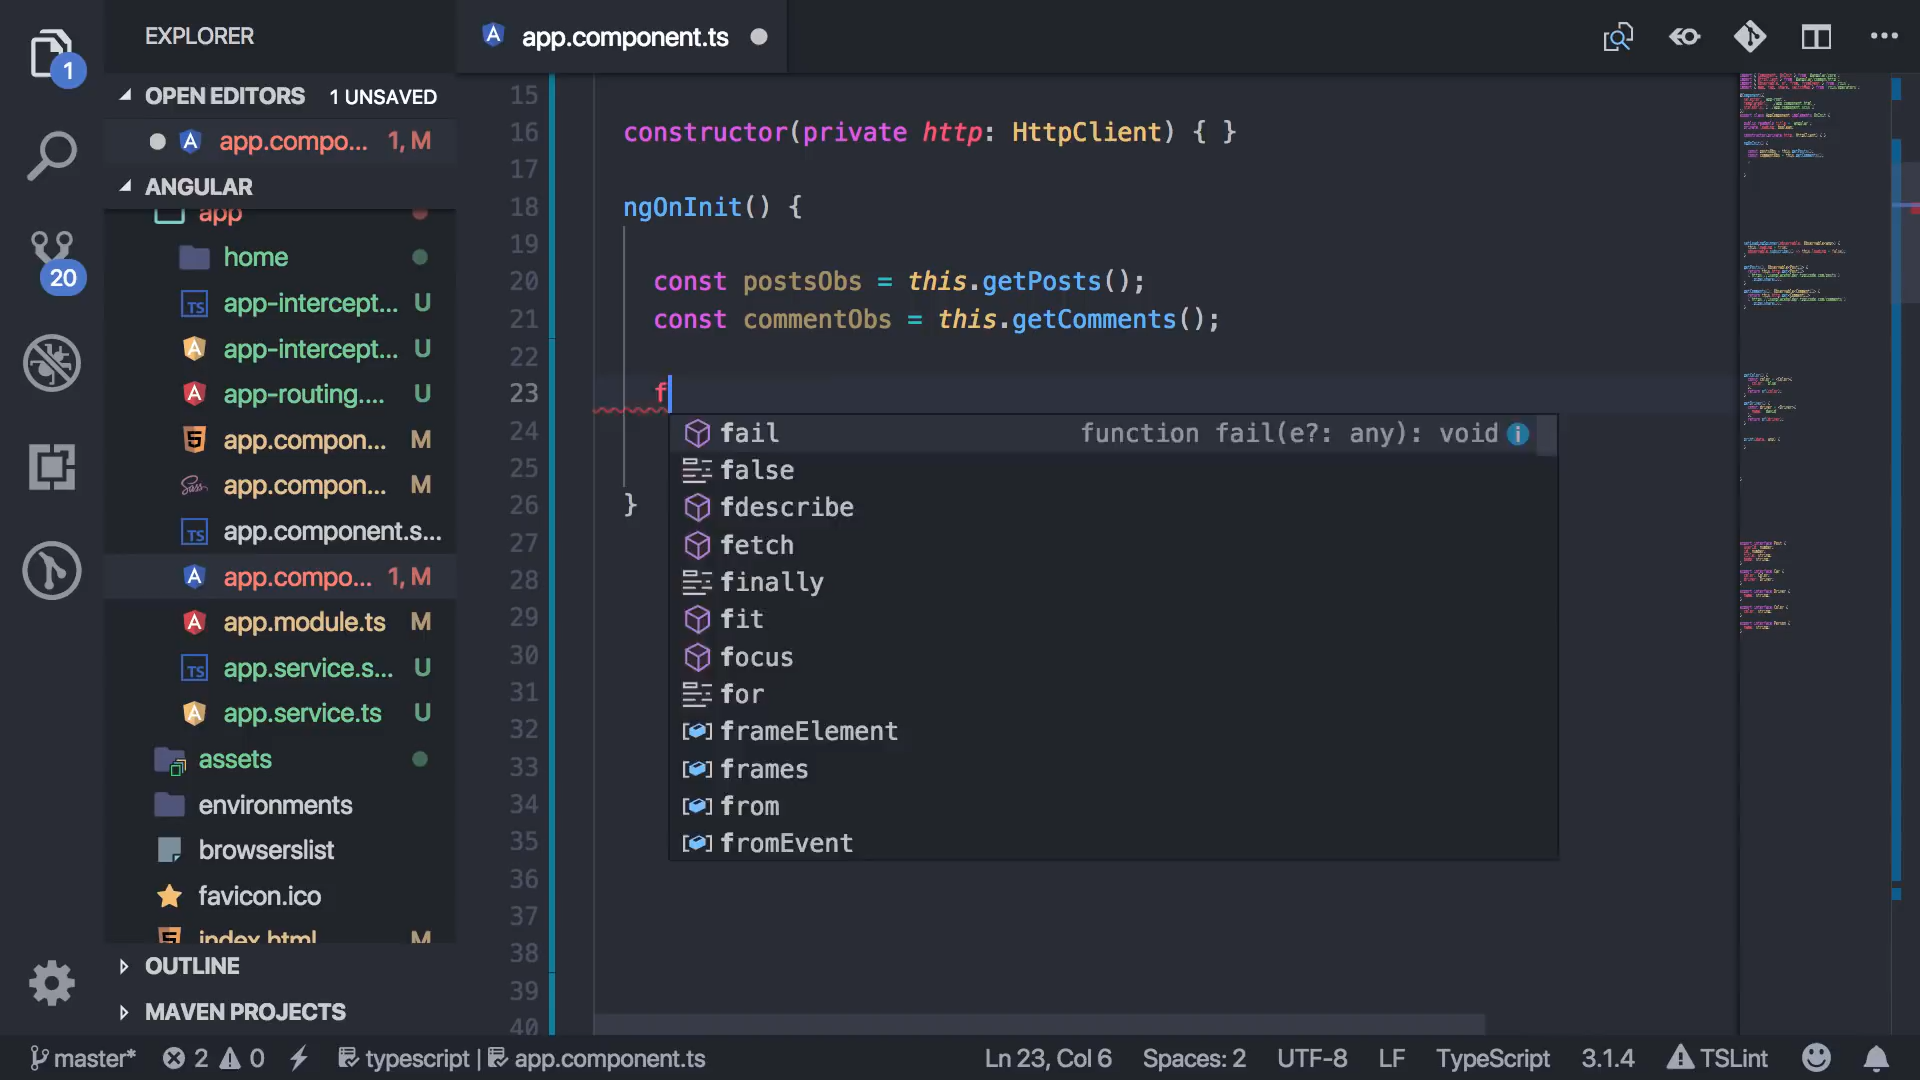 EXPLORER
app.component.ts
1
OPEN EDITORS 1 UNSAVED
app.compo... 1, M
ANGULAR
app
home
app-intercept... U
app-intercept... U
app-routing.... U
app.compon... M
app.compon... M
app.component.s...
app.compo... 1, M
app.module.ts M
app.service.s... U
app.service.ts U
assets
environments
browserslist
favicon.ico
index.html M
OUTLINE
MAVEN PROJECTS
20
15
16 constructor(private http: HttpClient) { }
17
18 ngOnInit() {
19
20 const postsObs = this.getPosts();
21 const commentObs = this.getComments();
22
23 f
24
25
26 }
27
28
29
30
31
32
33
34
35
36
37
38
39
40
fail function fail(e?: any): void
false
fdescribe
fetch
finally
fit
focus
for
frameElement
frames
from
fromEvent
master* 2 0 typescript | app.component.ts Ln 23, Col 6 Spaces: 2 UTF-8 LF TypeScript 3.1.4 TSLint